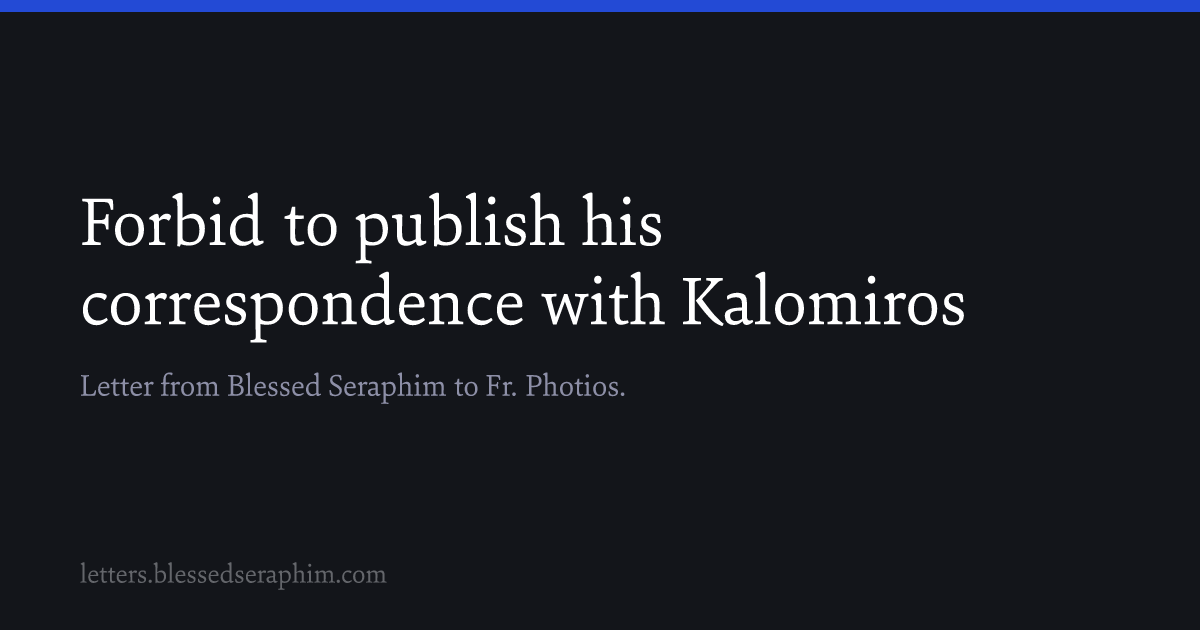 Forbid to publish his
correspondence with Kalomiros
Letter from Blessed Seraphim to Fr. Photios.
letters.blessedseraphim.com